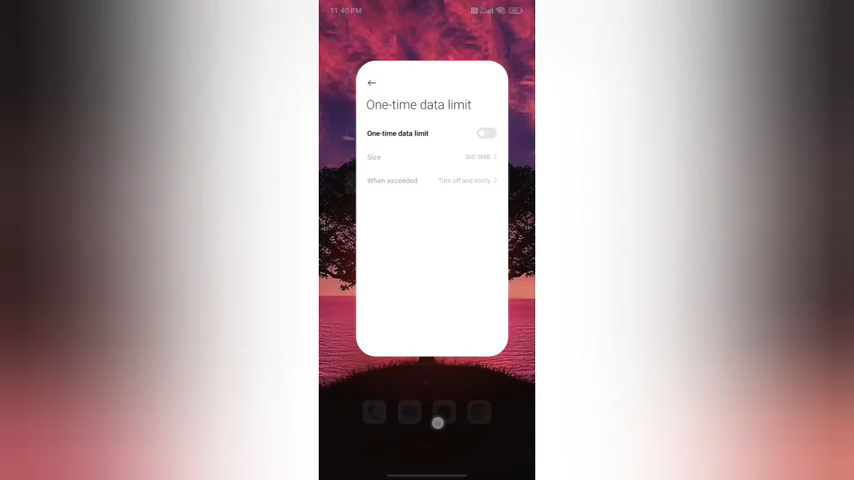 11:40 PM
One-time data limit
One-time data limit
Size 300.0MB
When exceeded Turn off and notify